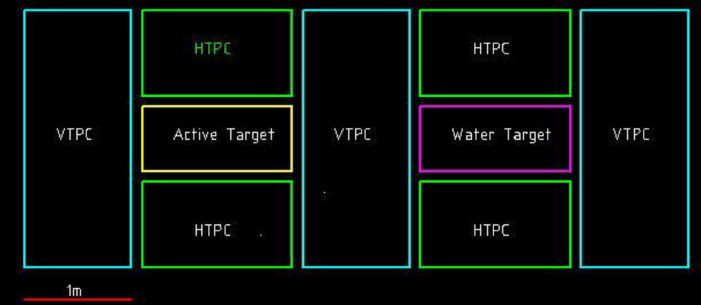 HTPC
HTPC
VTPC
Active Target
VTPC
Water Target
VTPC
HTPC
HTPC
1m